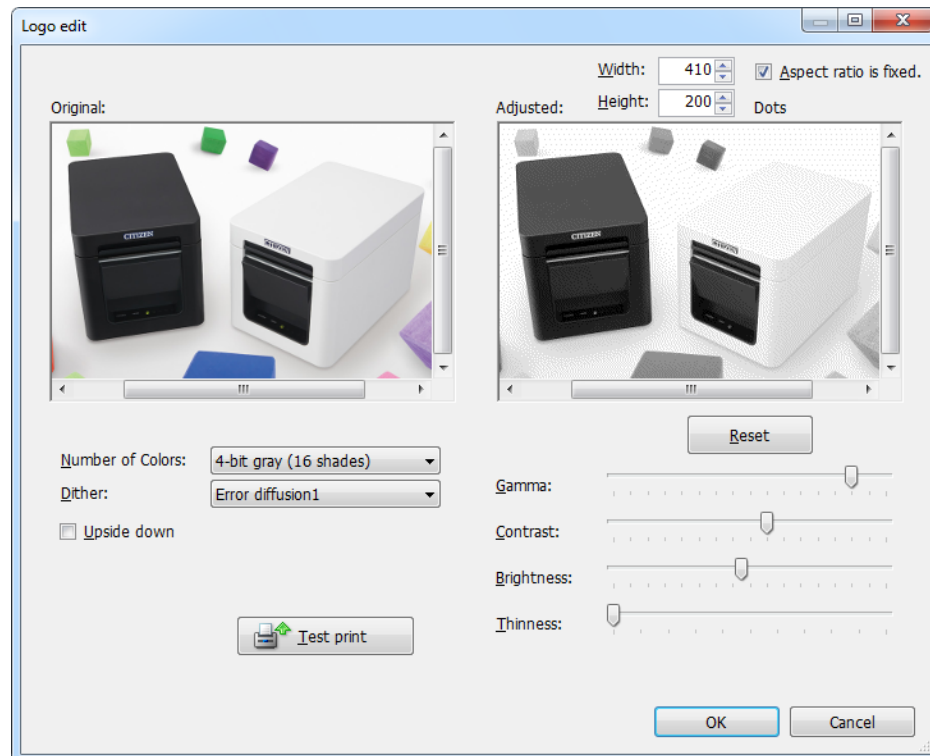 Logo edit
Width: 410 Aspect ratio is fixed.
Original: Adjusted: Height: 200 Dots
CITIZEN CITIZEN
Reset
Number of Colors: 4-bit gray (16 shades)
Gamma:
Dither: Error diffusion1
Contrast:
Upside down
Brightness:
Thinness:
Test print
OK Cancel